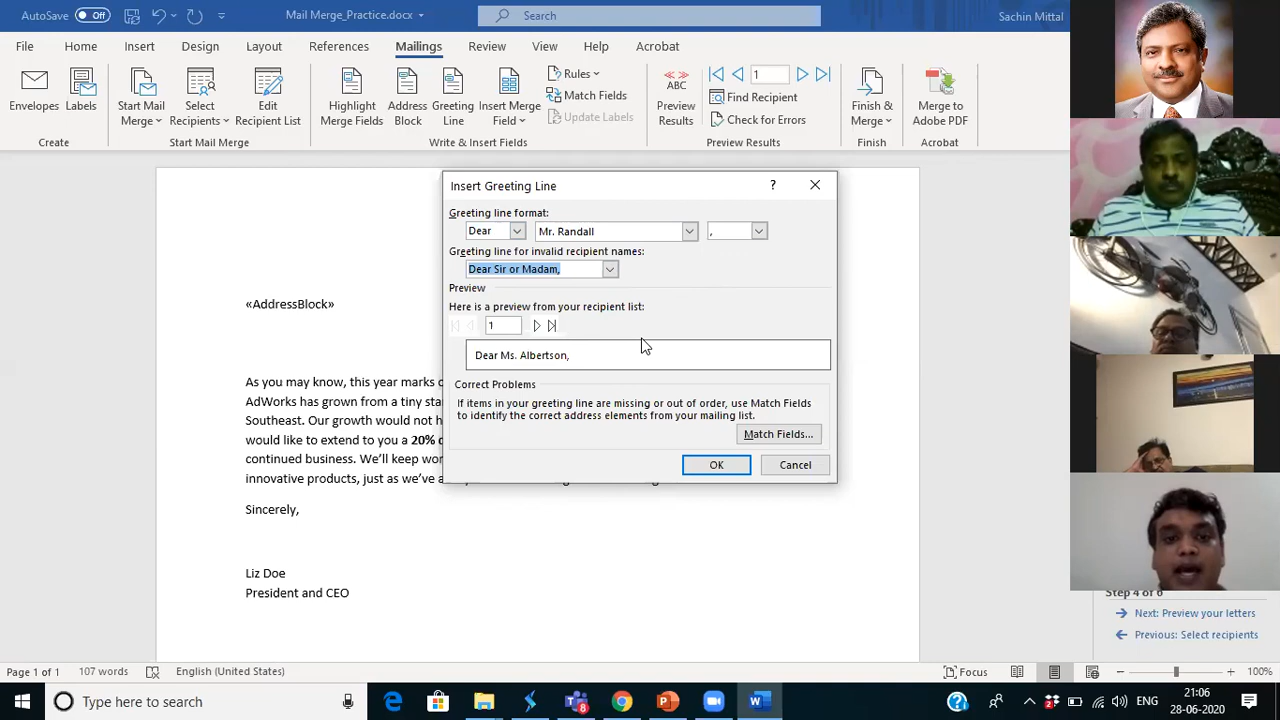 AutoSave Off
Mail Merge_Practice.docx
Search
Sachin Mittal
File Home Insert Design Layout References Mailings Review View Help Acrobat
Envelopes
Labels
Create
Start Mail Merge
Select Recipients
Edit Recipient List
Start Mail Merge
Highlight Merge Fields
Address Block
Greeting Line
Insert Merge Field
Rules
Match Fields
Update Labels
Write & Insert Fields
ABC
Preview Results
1
Find Recipient
Check for Errors
Preview Results
Finish & Merge
Finish
Merge to Adobe PDF
Acrobat
Insert Greeting Line
?
Greeting line format:
Dear Mr. Randall ,
Greeting line for invalid recipient names:
Dear Sir or Madam,
Preview
Here is a preview from your recipient list:
1
Dear Ms. Albertson,
Correct Problems
If items in your greeting line are missing or out of order, use Match Fields
to identify the correct address elements from your mailing list.
Match Fields...
OK Cancel
«AddressBlock»
As you may know, this year marks
AdWorks has grown from a tiny
Southeast. Our growth would not
would like to extend to you a 20%
continued business. We'll keep
innovative products, just as we've
Sincerely,
Liz Doe
President and CEO
Step 4 of 6
Next: Preview your letters
Previous: Select recipients
Page 1 of 1 107 words English (United States) Focus 100%
Type here to search
8
2
ENG
21:06
28-06-2020